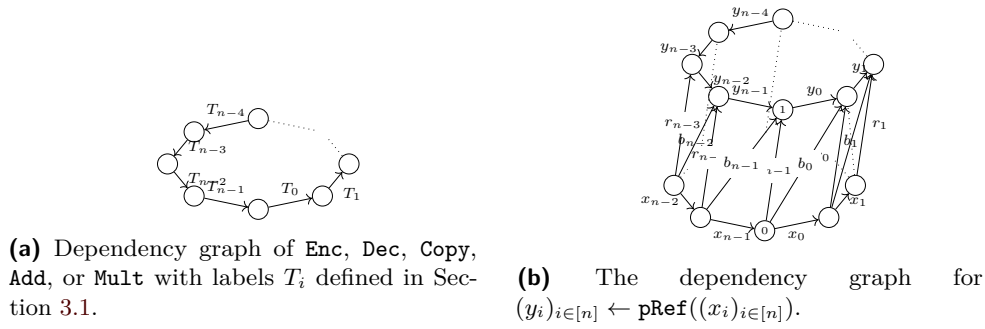 T_{n−4}
T_{n−3}
T_{n−2}
T_{n−1}
T_0
T_1
(a) Dependency graph of Enc, Dec, Copy,
Add, or Mult with labels T_i defined in Sec-
tion 3.1.
y_{n−4}
y_{n−3}
y_{n−2}
y_{n−1}
y_0
y_1
1
r_{n−3}
b_{n−2}
b_{n−1}
b_0
b_1
r_1
x_{n−2}
x_{n−1}
0
x_0
x_1
(b) The dependency graph for
(y_i)_{i∈[n]} ← pRef((x_i)_{i∈[n]}).